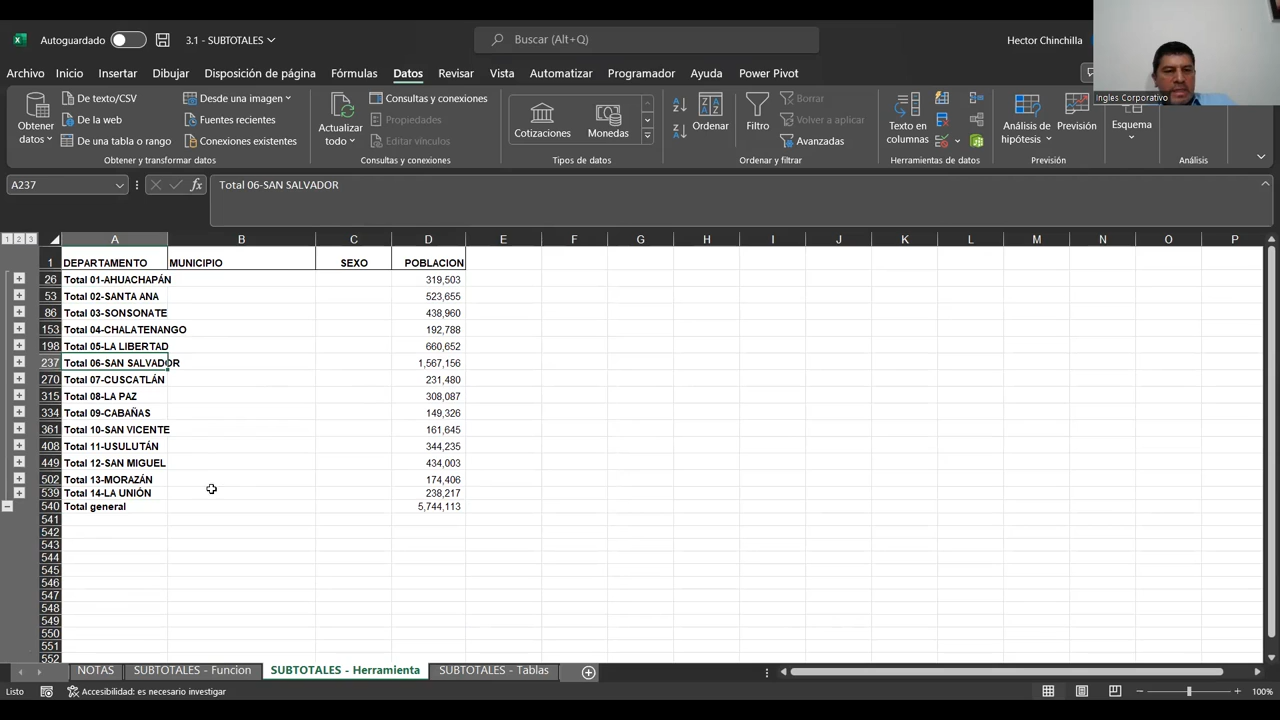 Autoguardado
3.1 - SUBTOTALES
Buscar (Alt+Q)
Hector Chinchilla
Ingles Corporativo
Archivo Inicio Insertar Dibujar Disposición de página Fórmulas Datos Revisar Vista Automatizar Programador Ayuda Power Pivot
Obtener datos
De texto/CSV
De la web
De una tabla o rango
Desde una imagen
Fuentes recientes
Conexiones existentes
Obtener y transformar datos
Actualizar todo
Consultas y conexiones
Propiedades
Editar vínculos
Consultas y conexiones
Cotizaciones Monedas
Tipos de datos
Ordenar
Filtro
Borrar
Volver a aplicar
Avanzadas
Ordenar y filtrar
Texto en columnas
Herramientas de datos
Análisis de hipótesis
Previsión
Previsión
Esquema
Análisis
A237
fx
Total 06-SAN SALVADOR
1 2 3
A B C D E F G H I J K L M N O P
1 DEPARTAMENTO MUNICIPIO SEXO POBLACION
26 Total 01-AHUACHAPÁN 319,503
53 Total 02-SANTA ANA 523,655
86 Total 03-SONSONATE 438,960
153 Total 04-CHALATENANGO 192,788
198 Total 05-LA LIBERTAD 660,652
237 Total 06-SAN SALVADOR 1,567,156
270 Total 07-CUSCATLÁN 231,480
315 Total 08-LA PAZ 308,087
334 Total 09-CABAÑAS 149,326
361 Total 10-SAN VICENTE 161,645
408 Total 11-USULUTÁN 344,235
449 Total 12-SAN MIGUEL 434,003
502 Total 13-MORAZÁN 174,406
539 Total 14-LA UNIÓN 238,217
540 Total general 5,744,113
541
542
543
544
545
546
547
548
549
550
551
552
NOTAS SUBTOTALES - Funcion SUBTOTALES - Herramienta SUBTOTALES - Tablas
Listo
Accesibilidad: es necesario investigar
100%